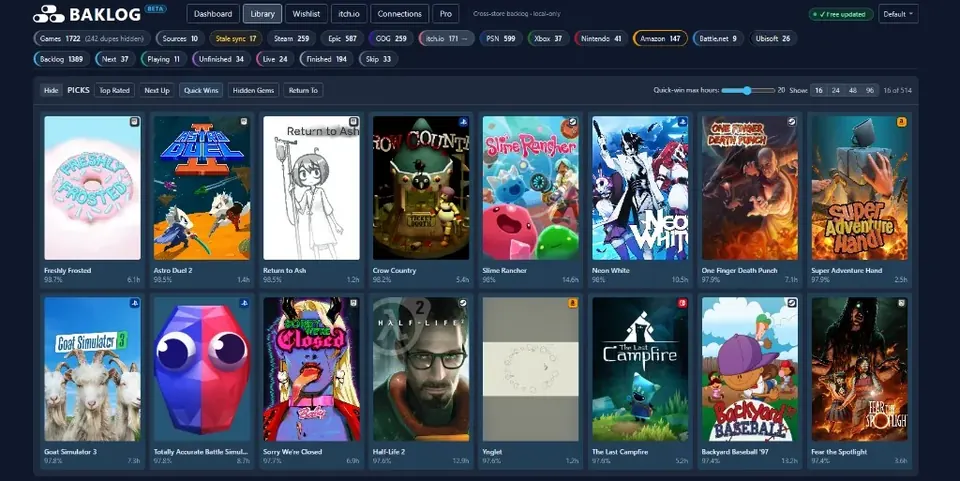 BAKLOG BETA
Dashboard Library Wishlist itch.io Connections Pro Cross-store backlog - local-only ✓ Free updated Default
Games 1722 (242 dupes hidden) Sources 10 Stale sync 17 Steam 259 Epic 587 GOG 259 itch.io 171 PSN 599 Xbox 37 Nintendo 41 Amazon 147 Battle.net 9 Ubisoft 26
Backlog 1389 Next 37 Playing 11 Unfinished 34 Live 24 Finished 194 Skip 33
Hide PICKS Top Rated Next Up Quick Wins Hidden Gems Return To Quick-win max hours: 20 Show: 16 24 48 96 16 of 514
FRESHLY FROSTED
ASTRO DUEL II
Return to Ash
CROW COUNTRY
TICKET BOOTH
Slime Rancher
NEON WHITE
ONE FINGER DEATH PUNCH
SUPER Adventure Hand!
Freshly Frosted Astro Duel 2 Return to Ash Crow Country Slime Rancher Neon White One Finger Death Punch Super Adventure Hand
98.7% 6.1h 98.5% 1.4h 98.5% 1.2h 98.2% 5.4h 98% 14.6h 98% 10.5h 97.9% 7.1h 97.9% 2.5h
Goat Simulator 3
SORRY WE'RE Closed
2
HALF-LIFE²
The Last Campfire
Backyard BASEBALL
FEAR the SPOTLIGHT
Goat Simulator 3 Totally Accurate Battle Simul... Sorry We're Closed Half-Life 2 Ynglet The Last Campfire Backyard Baseball '97 Fear the Spotlight
97.8% 7.3h 97.8% 8.7h 97.7% 6.9h 97.6% 12.9h 97.6% 1.2h 97.6% 5.2h 97.4% 13.2h 97.4% 3.6h